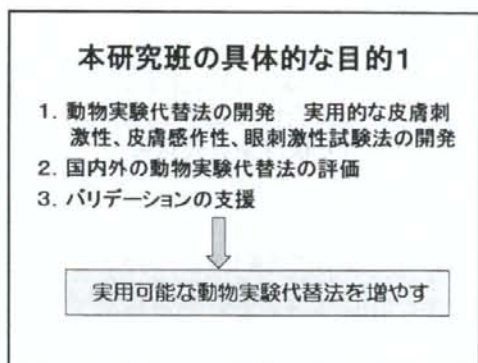 本研究班の具体的な目的1
1. 動物実験代替法の開発　実用的な皮膚刺
激性、皮膚感作性、眼刺激性試験法の開発
2. 国内外の動物実験代替法の評価
3. バリデーションの支援
実用可能な動物実験代替法を増やす